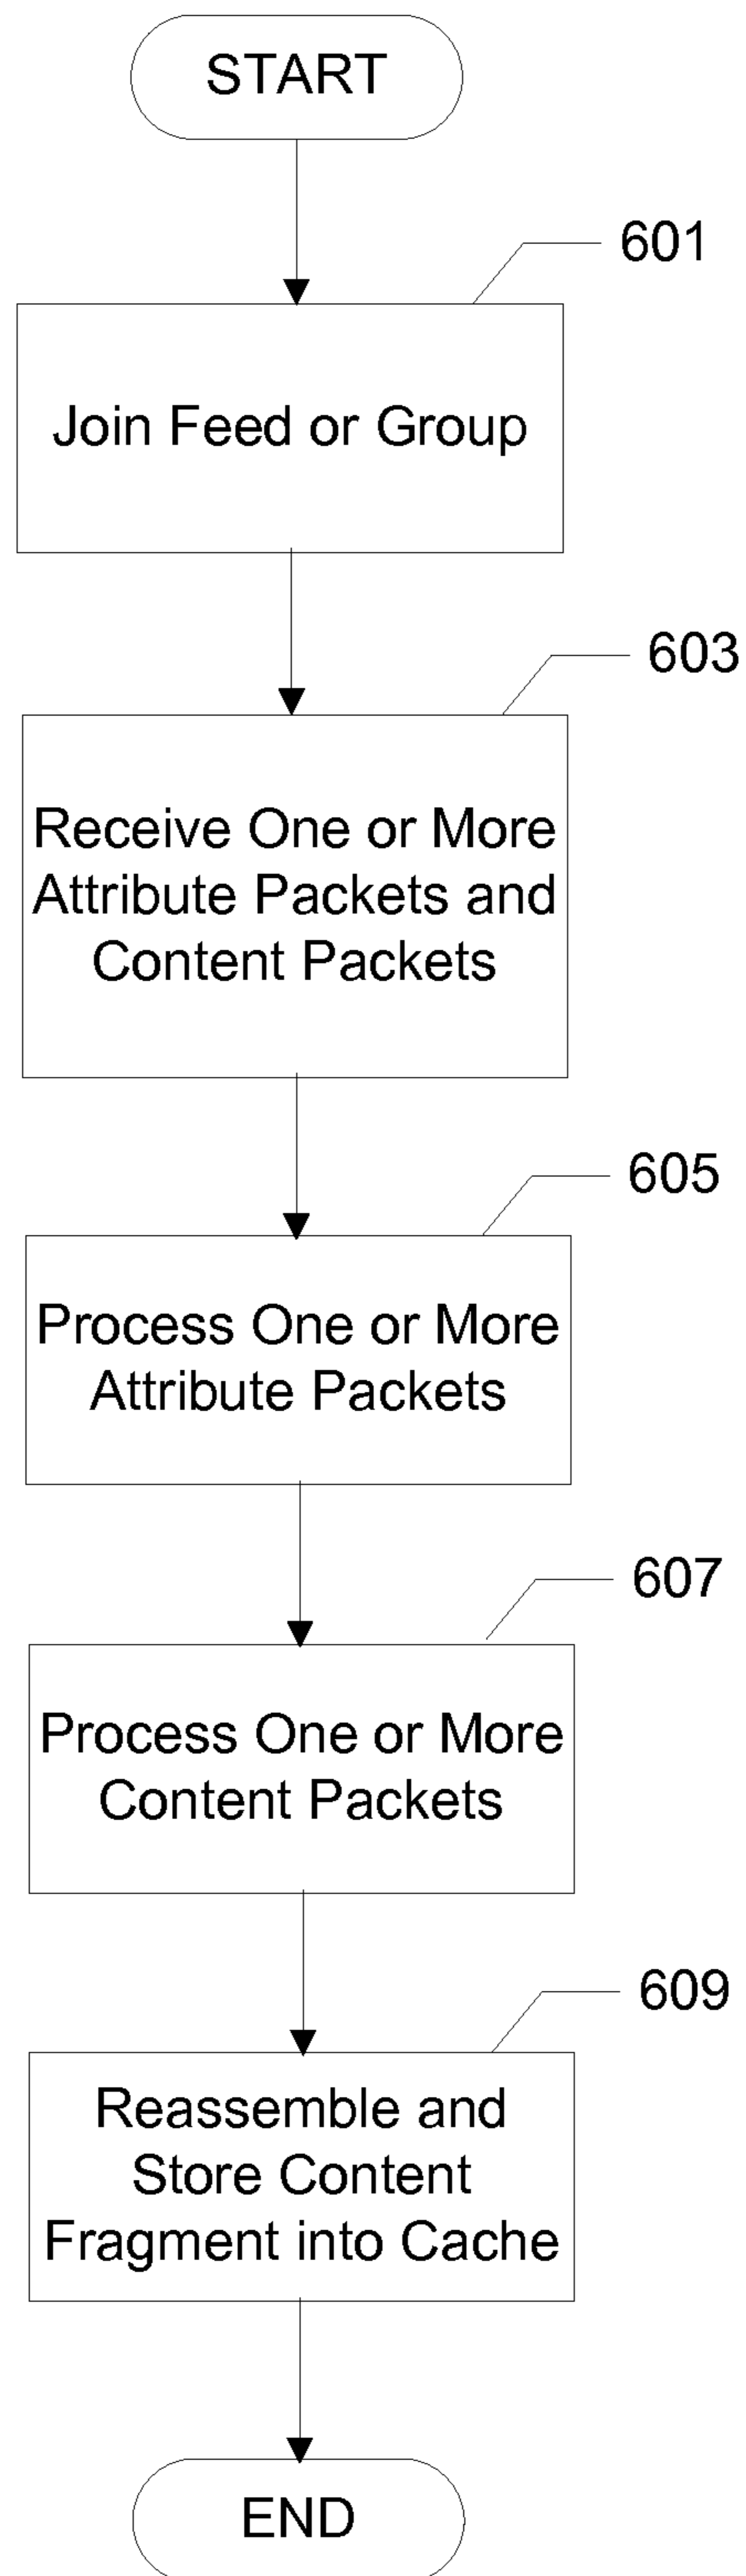 START
601
Join Feed or Group
603
Receive One or More
Attribute Packets and
Content Packets
605
Process One or More
Attribute Packets
607
Process One or More
Content Packets
609
Reassemble and
Store Content
Fragment into Cache
END